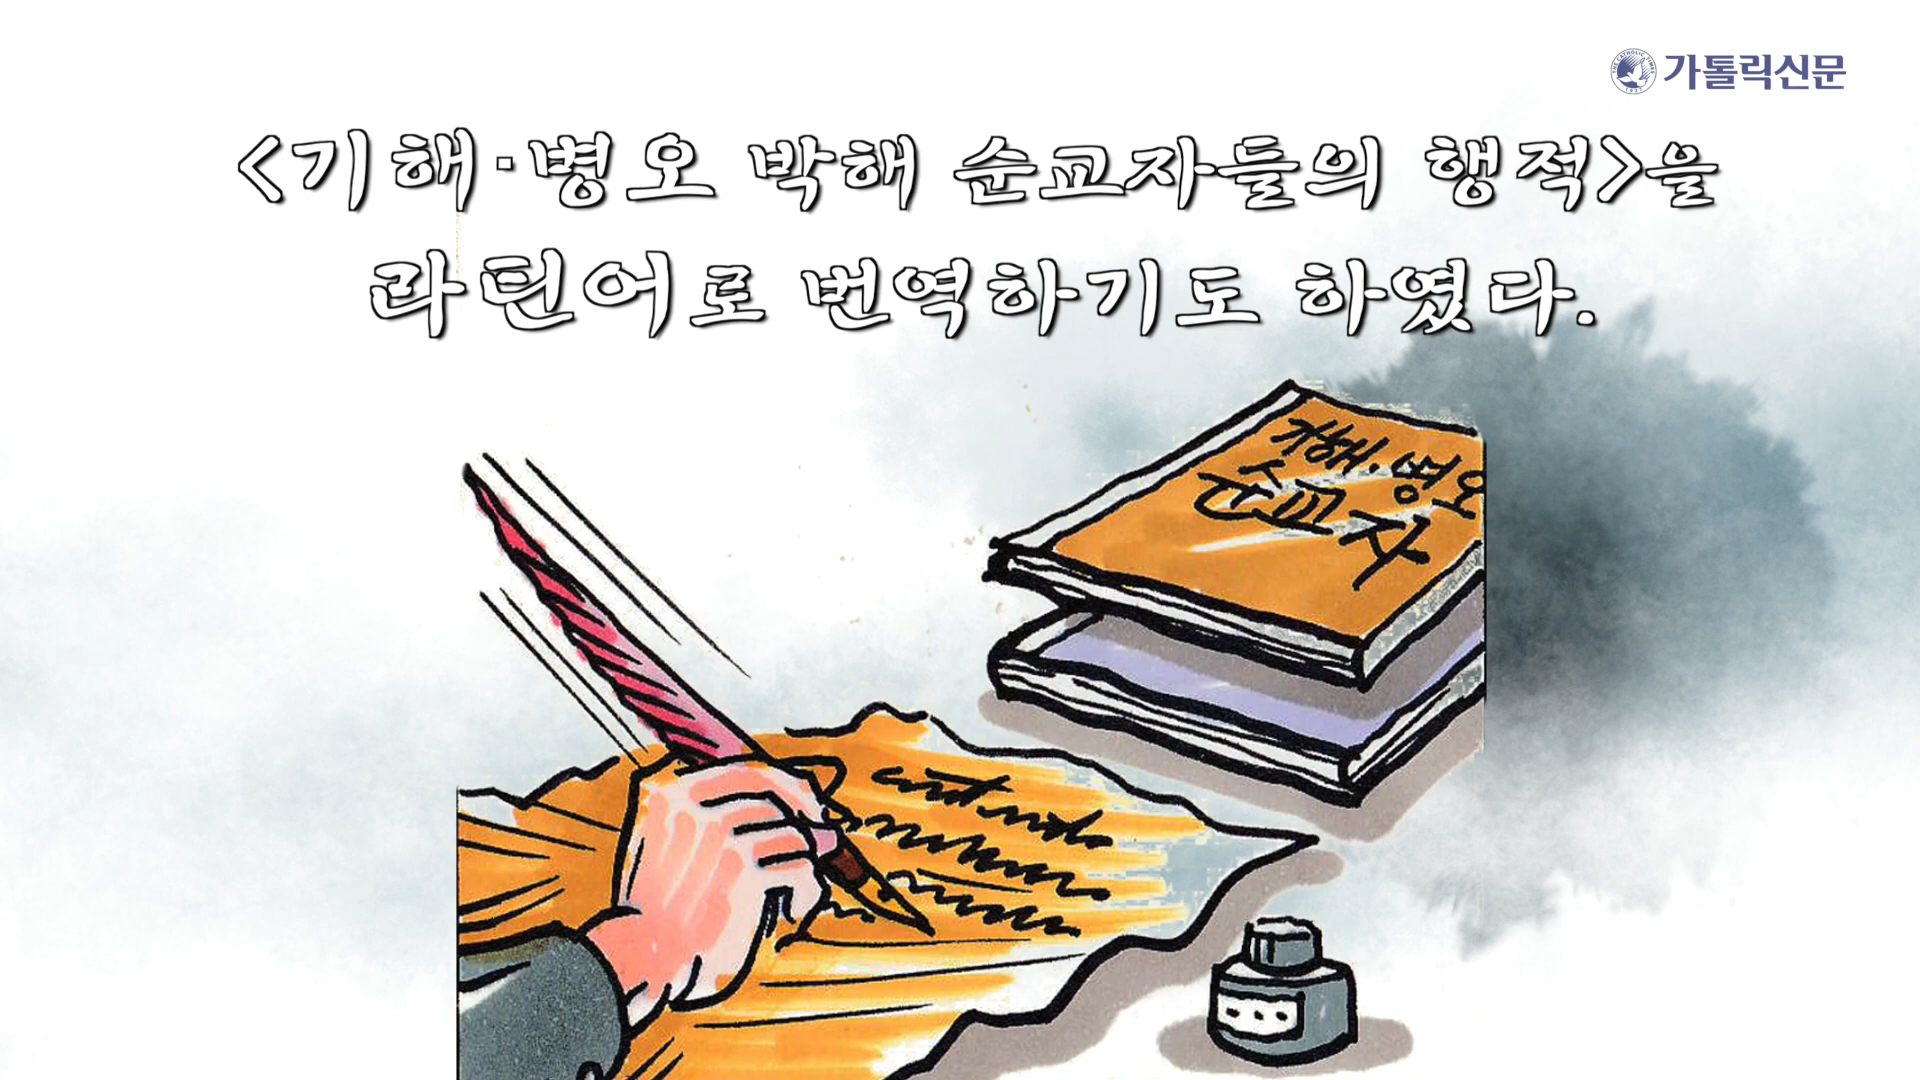 가톨릭신문
<기해·병오 박해 순교자들의 행적>을
라틴어로 번역하기도 하였다.
기해·병오
순교자